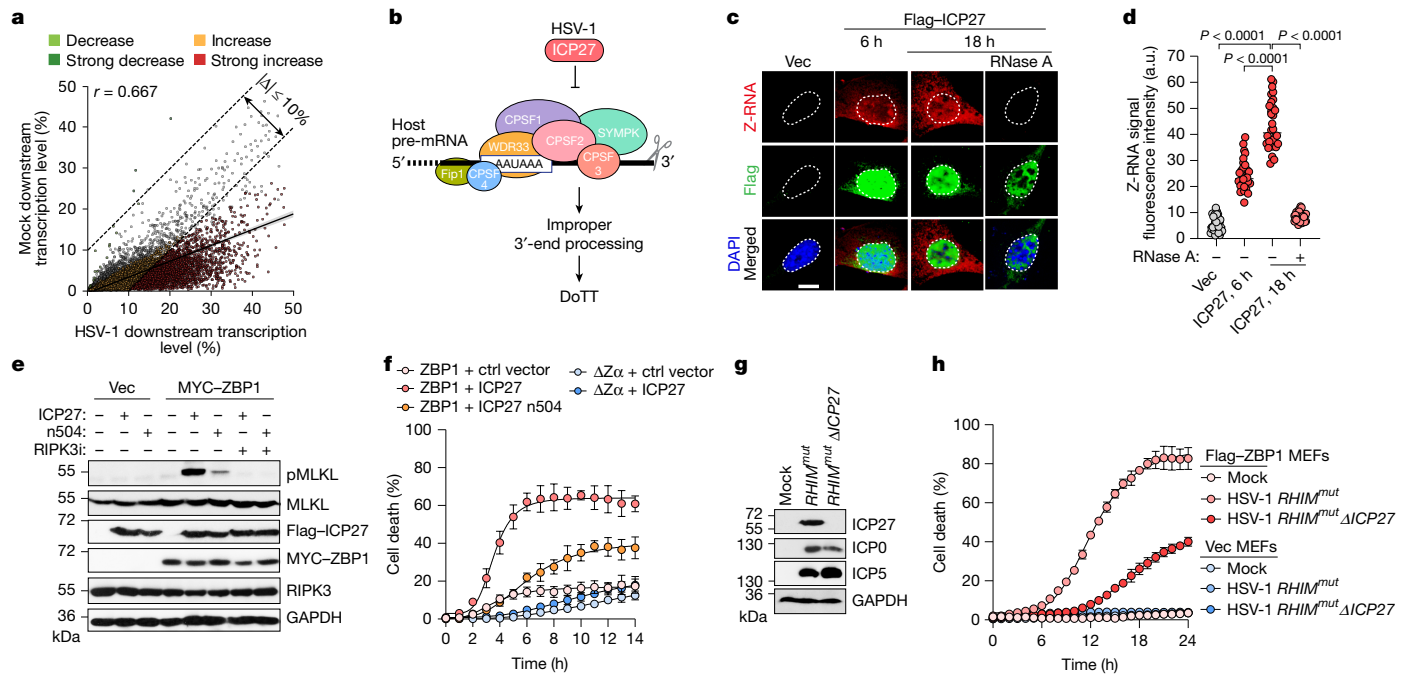 a
Decrease
Increase
Strong decrease
Strong increase
r = 0.667
|Δ| ≤ 10%
50
40
30
20
10
0
0 10 20 30 40 50
Mock downstream
transcription level (%)
HSV-1 downstream transcription
level (%)
b
HSV-1
ICP27
Host
pre-mRNA
CPSF1
SYMPK
CPSF2
WDR33
AAUAAA
5′
3′
Fip1
CPSF
4
CPSF
3
Improper
3′-end processing
DoTT
c
Flag–ICP27
6 h
18 h
Vec
RNase A
Z-RNA
Flag
DAPI
Merged
d
P < 0.0001
P < 0.0001
P < 0.0001
70
60
50
40
30
20
10
0
Z-RNA signal
fluorescence intensity (a.u.)
RNase A: – – – +
Vec
ICP27, 6 h
ICP27, 18 h
e
Vec
MYC–ZBP1
ICP27: – + – – + – + –
n504: – – + – – + – +
RIPK3i: – – – – – – + +
55
pMLKL
55
MLKL
72
Flag–ICP27
72
MYC–ZBP1
55
RIPK3
36
GAPDH
kDa
f
ZBP1 + ctrl vector
ZBP1 + ICP27
ZBP1 + ICP27 n504
ΔZα + ctrl vector
ΔZα + ICP27
100
80
60
40
20
0
0 2 4 6 8 10 12 14
Cell death (%)
Time (h)
g
Mock
RHIMmut
RHIMmut ΔICP27
72
55
ICP27
130
ICP0
130
ICP5
36
GAPDH
kDa
h
100
80
60
40
20
0
0 6 12 18 24
Cell death (%)
Time (h)
Flag–ZBP1 MEFs
Mock
HSV-1 RHIMmut
HSV-1 RHIMmut ΔICP27
Vec MEFs
Mock
HSV-1 RHIMmut
HSV-1 RHIMmut ΔICP27